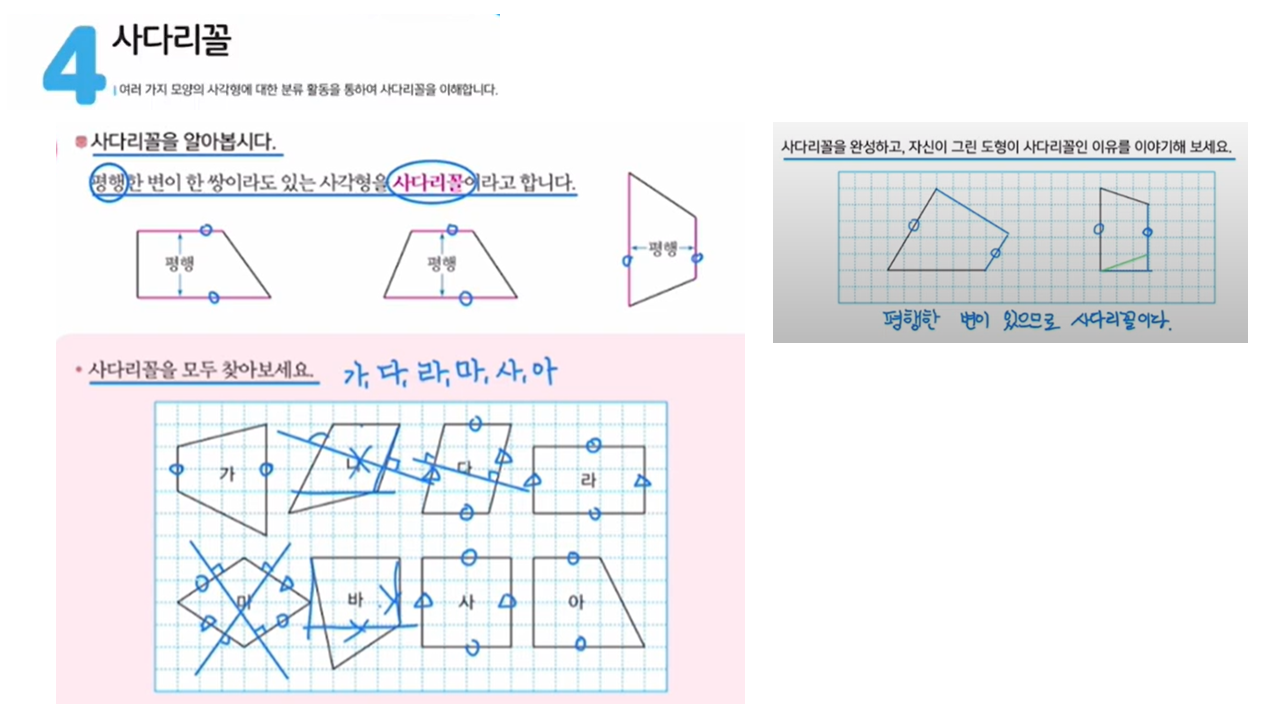 4 사다리꼴
여러 가지 모양의 사각형에 대한 분류 활동을 통하여 사다리꼴을 이해합니다.
사다리꼴을 알아봅시다.
평행한 변이 한 쌍이라도 있는 사각형을 사다리꼴이라고 합니다.
평행
평행
평행
사다리꼴을 모두 찾아보세요. 가, 다, 라, 마, 사, 아
가 나 다 라
마 바 사 아
사다리꼴을 완성하고, 자신이 그린 도형이 사다리꼴인 이유를 이야기해 보세요.
평행한 변이 있으므로 사다리꼴이다.